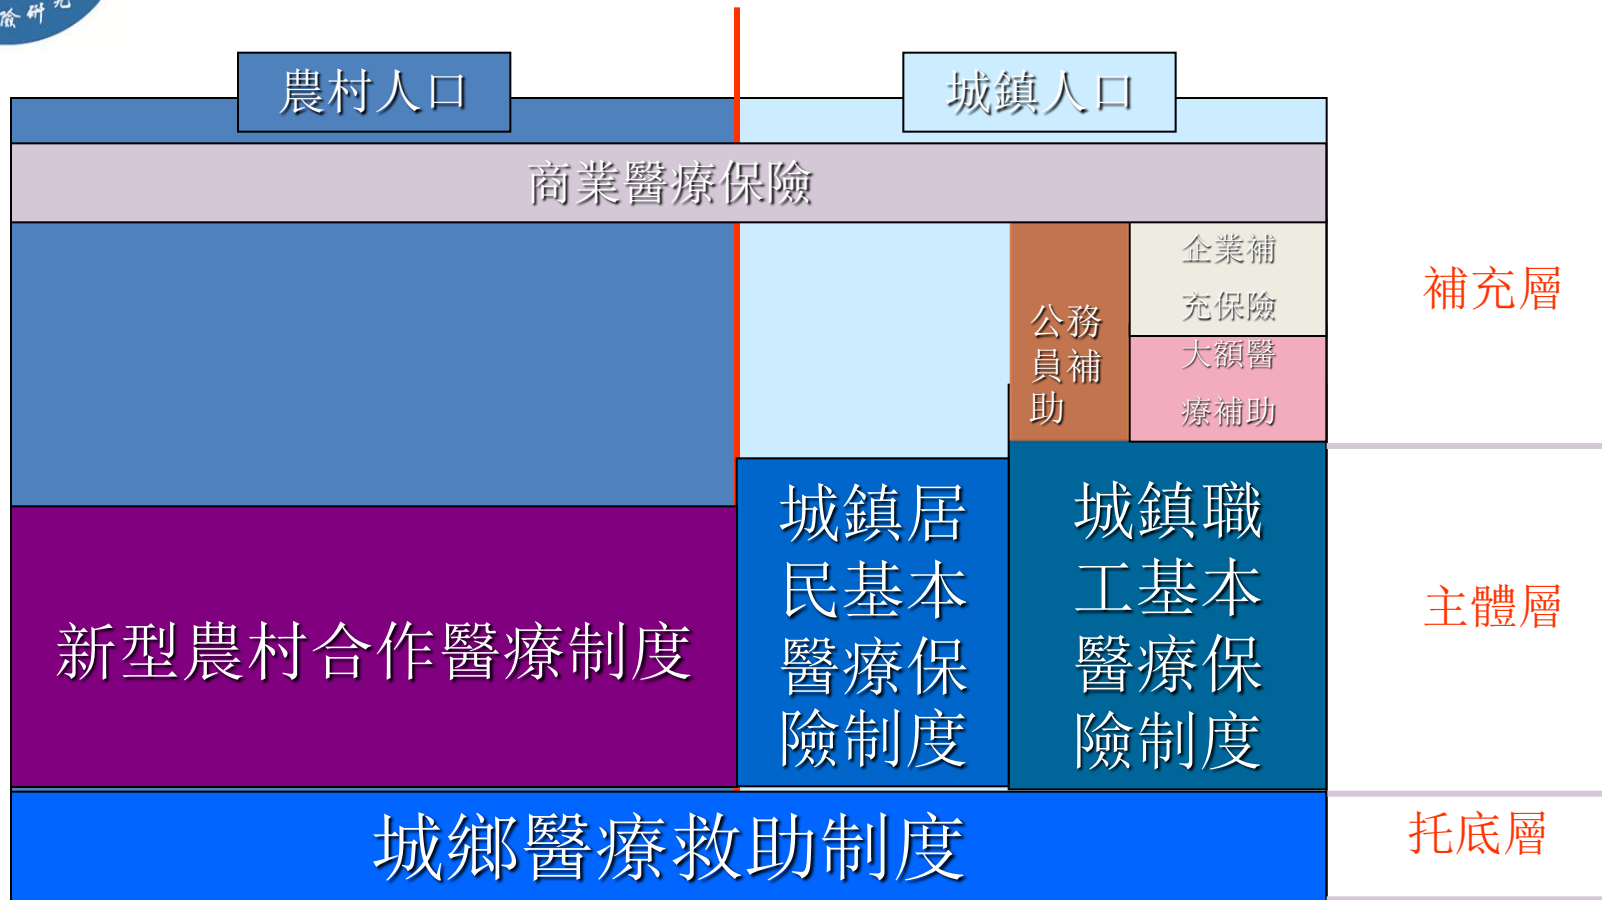 險研究
農村人口
城鎮人口
商業醫療保險
企業補
充保險
公務
員補
助
大額醫
療補助
補充層
城鎮居
民基本
醫療保
險制度
城鎮職
工基本
醫療保
險制度
新型農村合作醫療制度
主體層
城鄉醫療救助制度
托底層